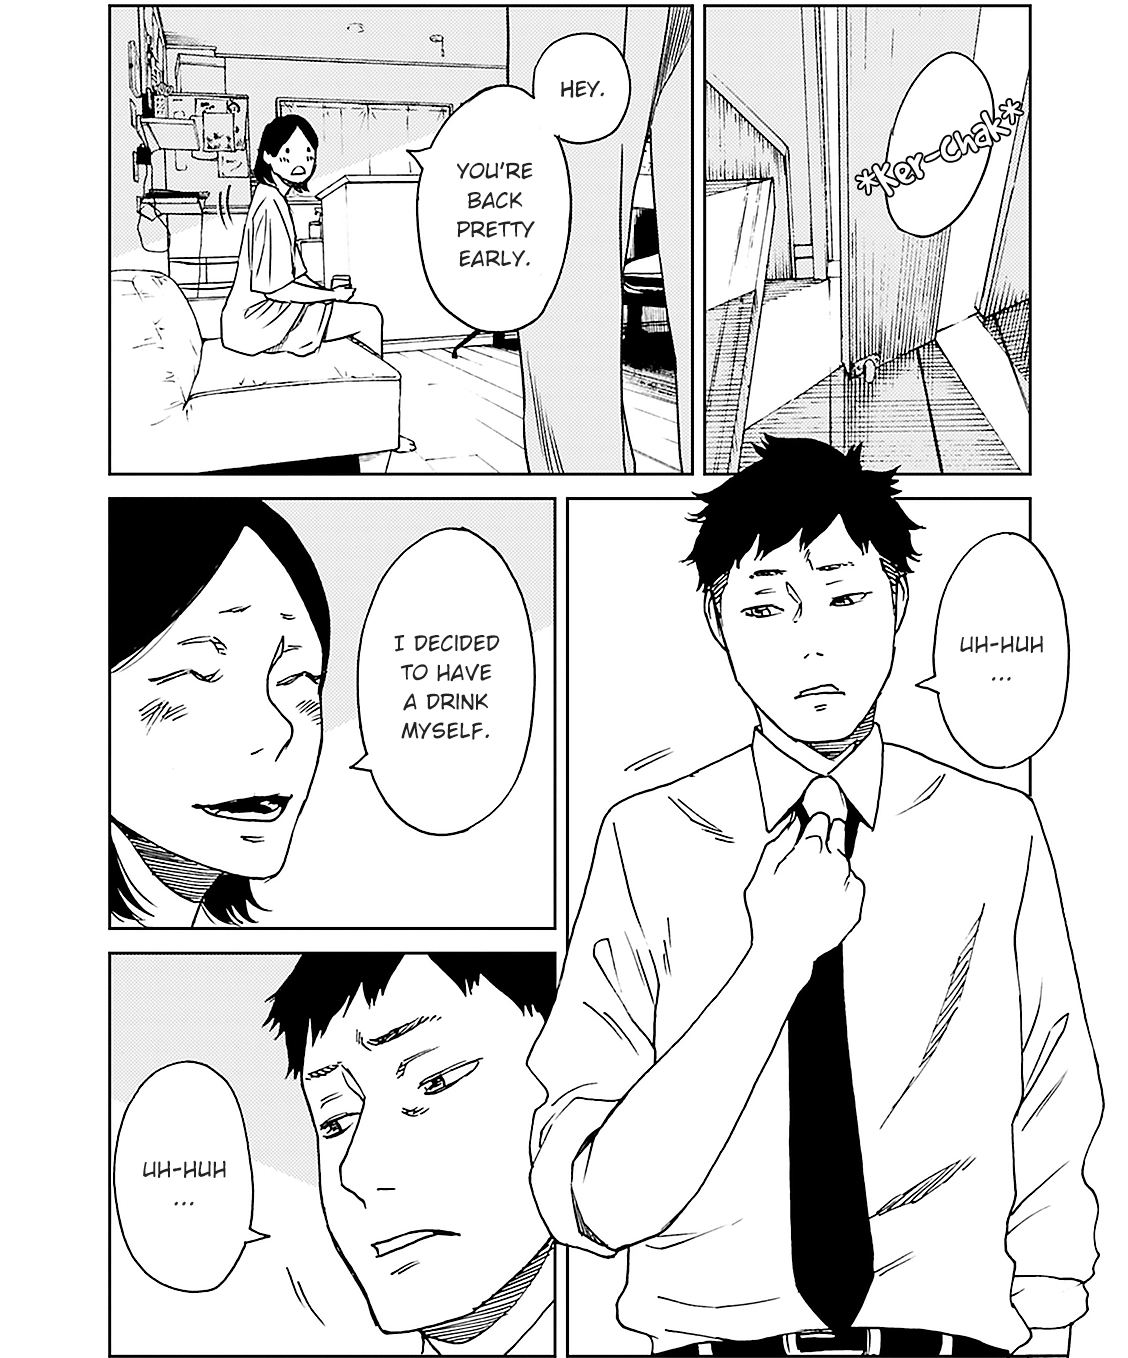 *Ker-Chak*
HEY.
YOU'RE
BACK
PRETTY
EARLY.
UH-HUH
...
I DECIDED
TO HAVE
A DRINK
MYSELF.
UH-HUH
...